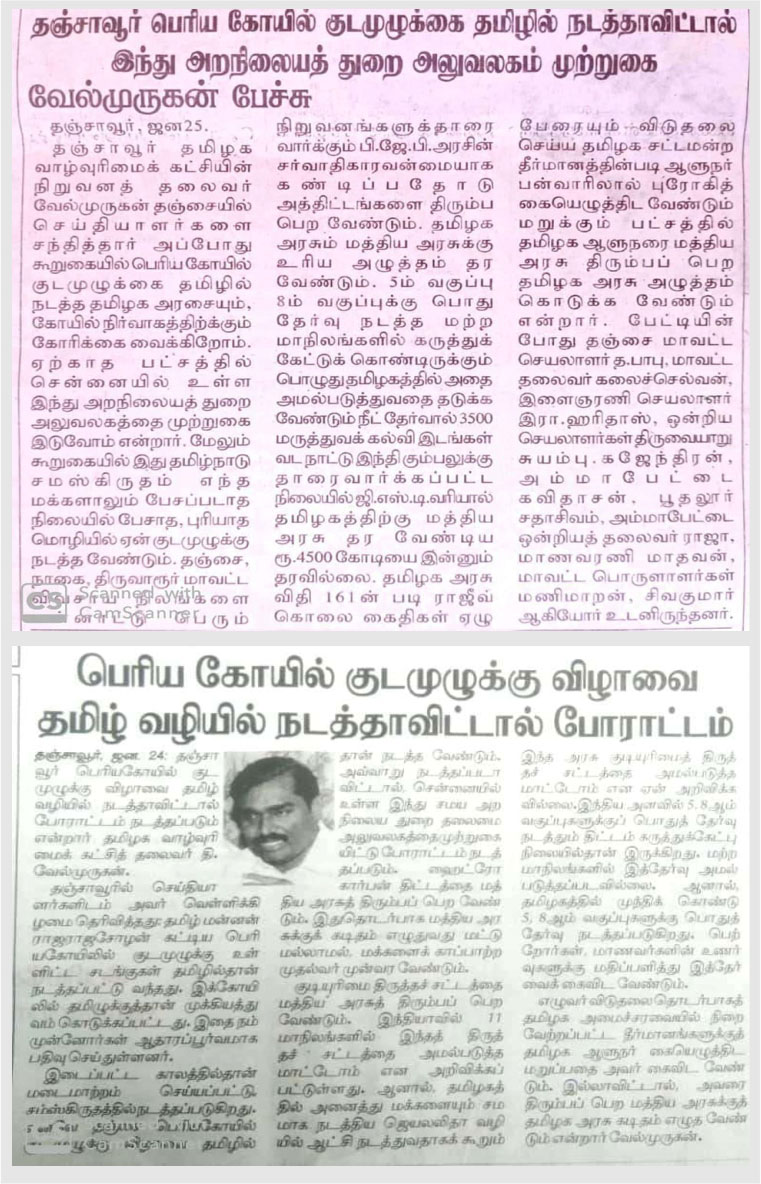 தஞ்சாவூர் பெரிய கோயில் குடமுழுக்கை தமிழில் நடத்தாவிட்டால்
இந்து அறநிலையத் துறை அலுவலகம் முற்றுகை
வேல்முருகன் பேச்சு
தஞ்சாவூர், ஜன25.
தஞ்சாவூர் தமிழக
வாழ்வுரிமைக் கட்சியின்
நிறுவனத் தலைவர்
வேல்முருகன் தஞ்சையில்
செய்தியாளர்களை
சந்தித்தார் அப்போது
கூறுகையில் பெரியகோயில்
குடமுழுக்கை தமிழில்
நடத்த தமிழக அரசையும்,
கோயில் நிர்வாகத்திற்க்கும்
கோரிக்கை வைக்கிறோம்.
ஏற்காத பட்சத்தில்
சென்னையில் உள்ள
இந்து அறநிலையத் துறை
அலுவலகத்தை முற்றுகை
இடுவோம் என்றார். மேலும்
கூறுகையில் இது தமிழ்நாடு
சமஸ்கிருதம் எந்த
மக்களாலும் பேசப்படாத
நிலையில் பேசாத, புரியாத
மொழியில் ஏன் குடமுழுக்கு
நடத்த வேண்டும். தஞ்சை,
நாகை, திருவாரூர் மாவட்ட
விவசாய நிலங்களை
பன்னாட்டு பேரும்
நிறுவனங்களுக்தாரை
வார்க்கும் பி.ஜே.பி.அரசின்
சர்வாதிகாரவன்மையாக
கண்டிப்பதோடு
அத்திட்டங்களை திரும்ப
பெற வேண்டும். தமிழக
அரசும் மத்திய அரசுக்கு
உரிய அழுத்தம் தர
வேண்டும். 5ம் வகுப்பு
8ம் வகுப்புக்கு பொது
தேர்வு நடத்த மற்ற
மாநிலங்களில் கருத்துக்
கேட்டுக் கொண்டிருக்கும்
பொழுது தமிழகத்தில் அதை
அமல்படுத்துவதை தடுக்க
வேண்டும் நீட் தேர்வால் 3500
மருத்துவக் கல்வி இடங்கள்
வட நாட்டு இந்தி கும்பலுக்கு
தாரைவார்க்கப்பட்ட
நிலையில் ஜி.எஸ்.டி.வரியால்
தமிழகத்திற்கு மத்திய
அரசு தர வேண்டிய
ரூ.4500 கோடியை இன்னும்
தரவில்லை. தமிழக அரசு
விதி 161ன் படி ராஜீவ்
கொலை கைதிகள் ஏழு
பேரையும் விடுதலை
செய்ய தமிழக சட்டமன்ற
தீர்மானத்தின்படி ஆளுநர்
பன்வாரிலால் புரோகித்
கையெழுத்திட வேண்டும்
மறுக்கும் பட்சத்தில்
தமிழக ஆளுநரை மத்திய
அரசு திரும்பப் பெற
தமிழக அரசு அழுத்தம்
கொடுக்க வேண்டும்
என்றார். பேட்டியின்
போது தஞ்சை மாவட்ட
செயலாளர் த.பாபு, மாவட்ட
தலைவர் கலைச்செல்வன்,
இளைஞரணி செயலாளர்
இரா.ஹரிதாஸ், ஒன்றிய
செயலாளர்கள் திருவையாறு
சுயம்பு.கஜேந்திரன்,
அம்மாபேட்டை
கவிதாசன், பூதலூர்
சதாசிவம், அம்மாபேட்டை
ஒன்றியத் தலைவர் ராஜா,
மாணவரணி மாதவன்,
மாவட்ட பொருளாளர்கள்
மணிமாறன், சிவகுமார்
ஆகியோர் உடனிருந்தனர்.
CS Scanned with CamScanner
பெரிய கோயில் குடமுழுக்கு விழாவை
தமிழ் வழியில் நடத்தாவிட்டால் போராட்டம்
தஞ்சாவூர், ஜன. 24: தஞ்சா
வூர் பெரியகோயில் குட
முழுக்கு விழாவை தமிழ்
வழியில் நடத்தாவிட்டால்
போராட்டம் நடத்தப்படும்
என்றார் தமிழக வாழ்வுரி
மைக் கட்சித் தலைவர் தி.
வேல்முருகன்.
தஞ்சாவூரில் செய்தியா
ளர்களிடம் அவர் வெள்ளிக்கி
ழமை தெரிவித்தது: தமிழ் மன்னன்
ராஜராஜசோழன் கட்டிய பெரி
யகோயிலில் குடமுழுக்கு உள்
ளிட்ட சடங்குகள் தமிழில்தான்
நடத்தப்பட்டு வந்தது. இக்கோயி
லில் தமிழுக்குத்தான் முக்கியத்து
வம் கொடுக்கப்பட்டது. இதை நம்
முன்னோர்கள் ஆதாரப்பூர்வமாக
பதிவு செய்துள்ளனர்.
இடைப்பட்ட காலத்தில்தான்
மடைமாற்றம் செய்யப்பட்டு,
சம்ஸ்கிருதத்தில் நடத்தப்படுகிறது.
தஞ்சை பெரியகோயில்
விழாவை தமிழில்
தான் நடத்த வேண்டும்.
அவ்வாறு நடத்தப்படா
விட்டால், சென்னையில்
உள்ள இந்து சமய அற
நிலைய துறை தலைமை
அலுவலகத்தை முற்றுகை
யிட்டு போராட்டம் நடத்
தப்படும். ஹைட்ரோ
கார்பன் திட்டத்தை மத்
திய அரசுத் திரும்பப் பெற வேண்
டும். இதுதொடர்பாக மத்திய அர
சுக்குக் கடிதம் எழுதுவது மட்டு
மல்லாமல், மக்களைக் காப்பாற்ற
முதல்வர் முன்வர வேண்டும்.
குடியுரிமை திருத்தச் சட்டத்தை
மத்திய அரசுத் திரும்பப் பெற
வேண்டும். இந்தியாவில் 11
மாநிலங்களில் இந்தத் திருத்
தச் சட்டத்தை அமல்படுத்த
மாட்டோம் என அறிவிக்கப்
பட்டுள்ளது. ஆனால், தமிழகத்
தில் அனைத்து மக்களையும் சம
மாக நடத்திய ஜெயலலிதா வழி
யில் ஆட்சி நடத்துவதாகக் கூறும்
இந்த அரசு குடியுரிமைத் திருத்
தச் சட்டத்தை அமல்படுத்த
மாட்டோம் என ஏன் அறிவிக்க
வில்லை. இந்திய அளவில் 5, 8ஆம்
வகுப்புகளுக்குப் பொதுத் தேர்வு
நடத்தும் திட்டம் கருத்துக்கேட்பு
நிலையில்தான் இருக்கிறது. மற்ற
மாநிலங்களில் இத்தேர்வு அமல்
படுத்தப்படவில்லை. ஆனால்,
தமிழகத்தில் முந்திக் கொண்டு
5, 8ஆம் வகுப்புகளுக்கு பொதுத்
தேர்வு நடத்தப்படுகிறது. பெற்
றோர்கள், மாணவர்களின் உணர்
வுகளுக்கு மதிப்பளித்து இத்தேர்
வைக் கைவிட வேண்டும்.
எழுவர் விடுதலைதொடர்பாகத்
தமிழக அமைச்சரவையில் நிறை
வேற்றப்பட்ட தீர்மானங்களுக்குத்
தமிழக ஆளுநர் கையெழுத்திட
மறுப்பதை அவர் கைவிட வேண்
டும். இல்லாவிட்டால், அவரை
திரும்பப் பெற மத்திய அரசுக்குத்
தமிழக அரசு கடிதம் எழுத வேண்
டும் என்றார் வேல்முருகன்.